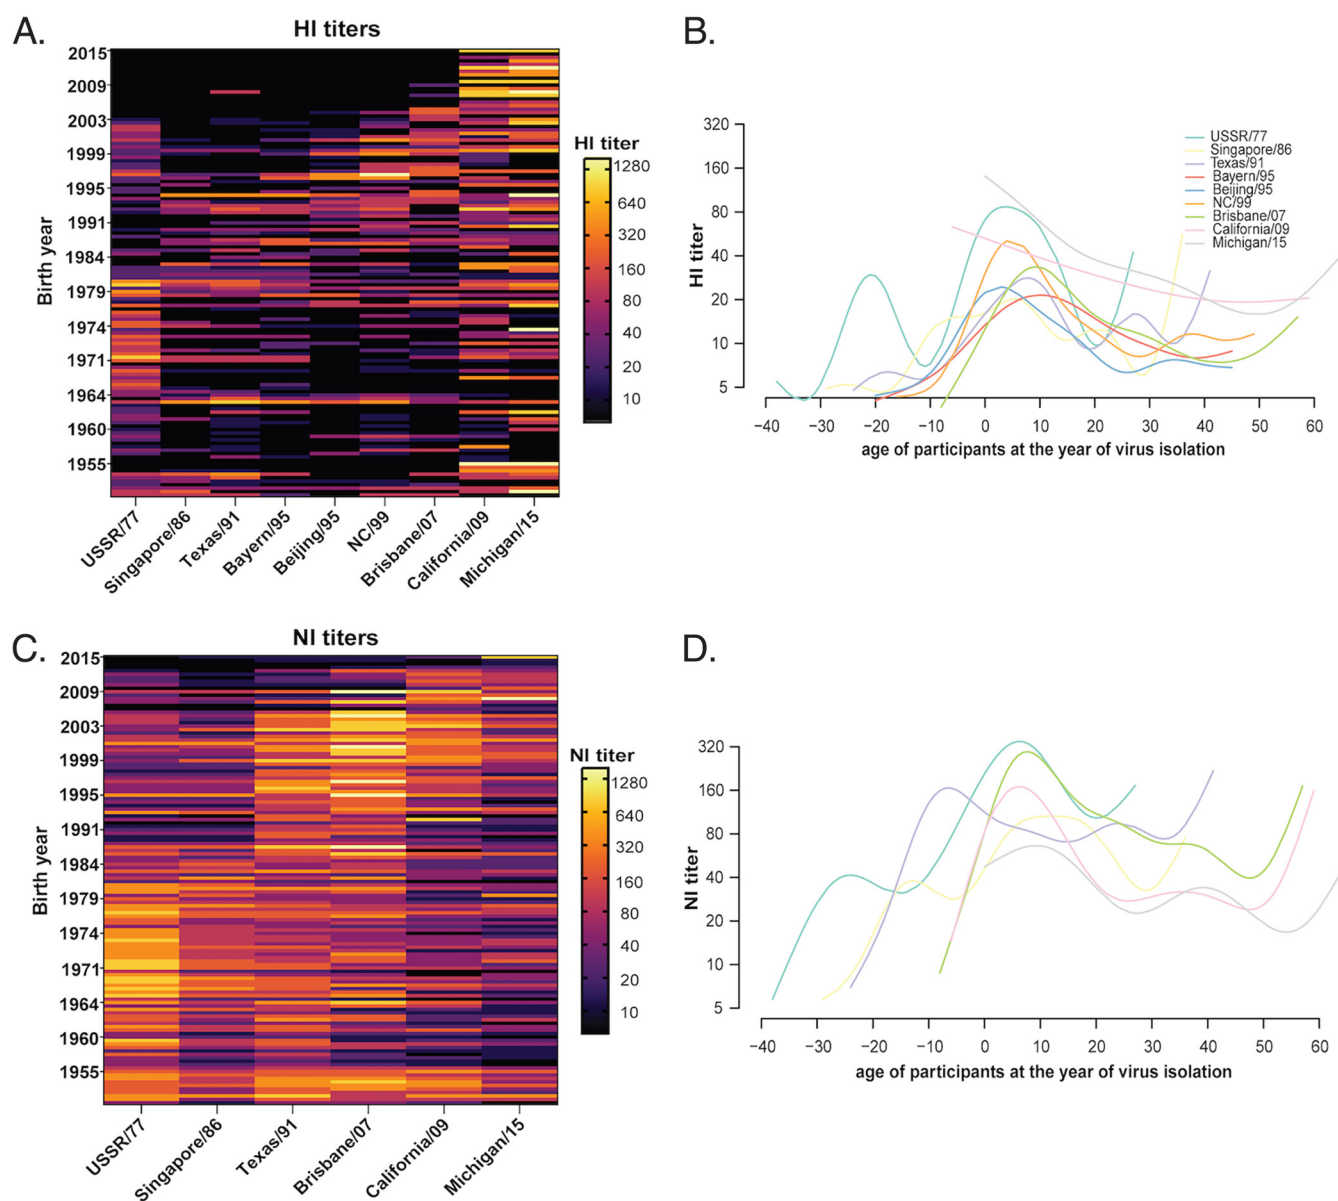 A.
HI titers
2015
2009
2003
1999
1995
1991
1984
1979
1974
1971
1964
1960
1955
Birth year
USSR/77
Singapore/86
Texas/91
Bayern/95
Beijing/95
NC/99
Brisbane/07
California/09
Michigan/15
HI titer
1280
640
320
160
80
40
20
10
B.
320
160
80
40
20
10
5
HI titer
USSR/77
Singapore/86
Texas/91
Bayern/95
Beijing/95
NC/99
Brisbane/07
California/09
Michigan/15
−40 −30 −20 −10 0 10 20 30 40 50 60
age of participants at the year of virus isolation
C.
NI titers
2015
2009
2003
1999
1995
1991
1984
1979
1974
1971
1964
1960
1955
Birth year
USSR/77
Singapore/86
Texas/91
Brisbane/07
California/09
Michigan/15
NI titer
1280
640
320
160
80
40
20
10
D.
320
160
80
40
20
10
5
NI titer
−40 −30 −20 −10 0 10 20 30 40 50 60
age of participants at the year of virus isolation